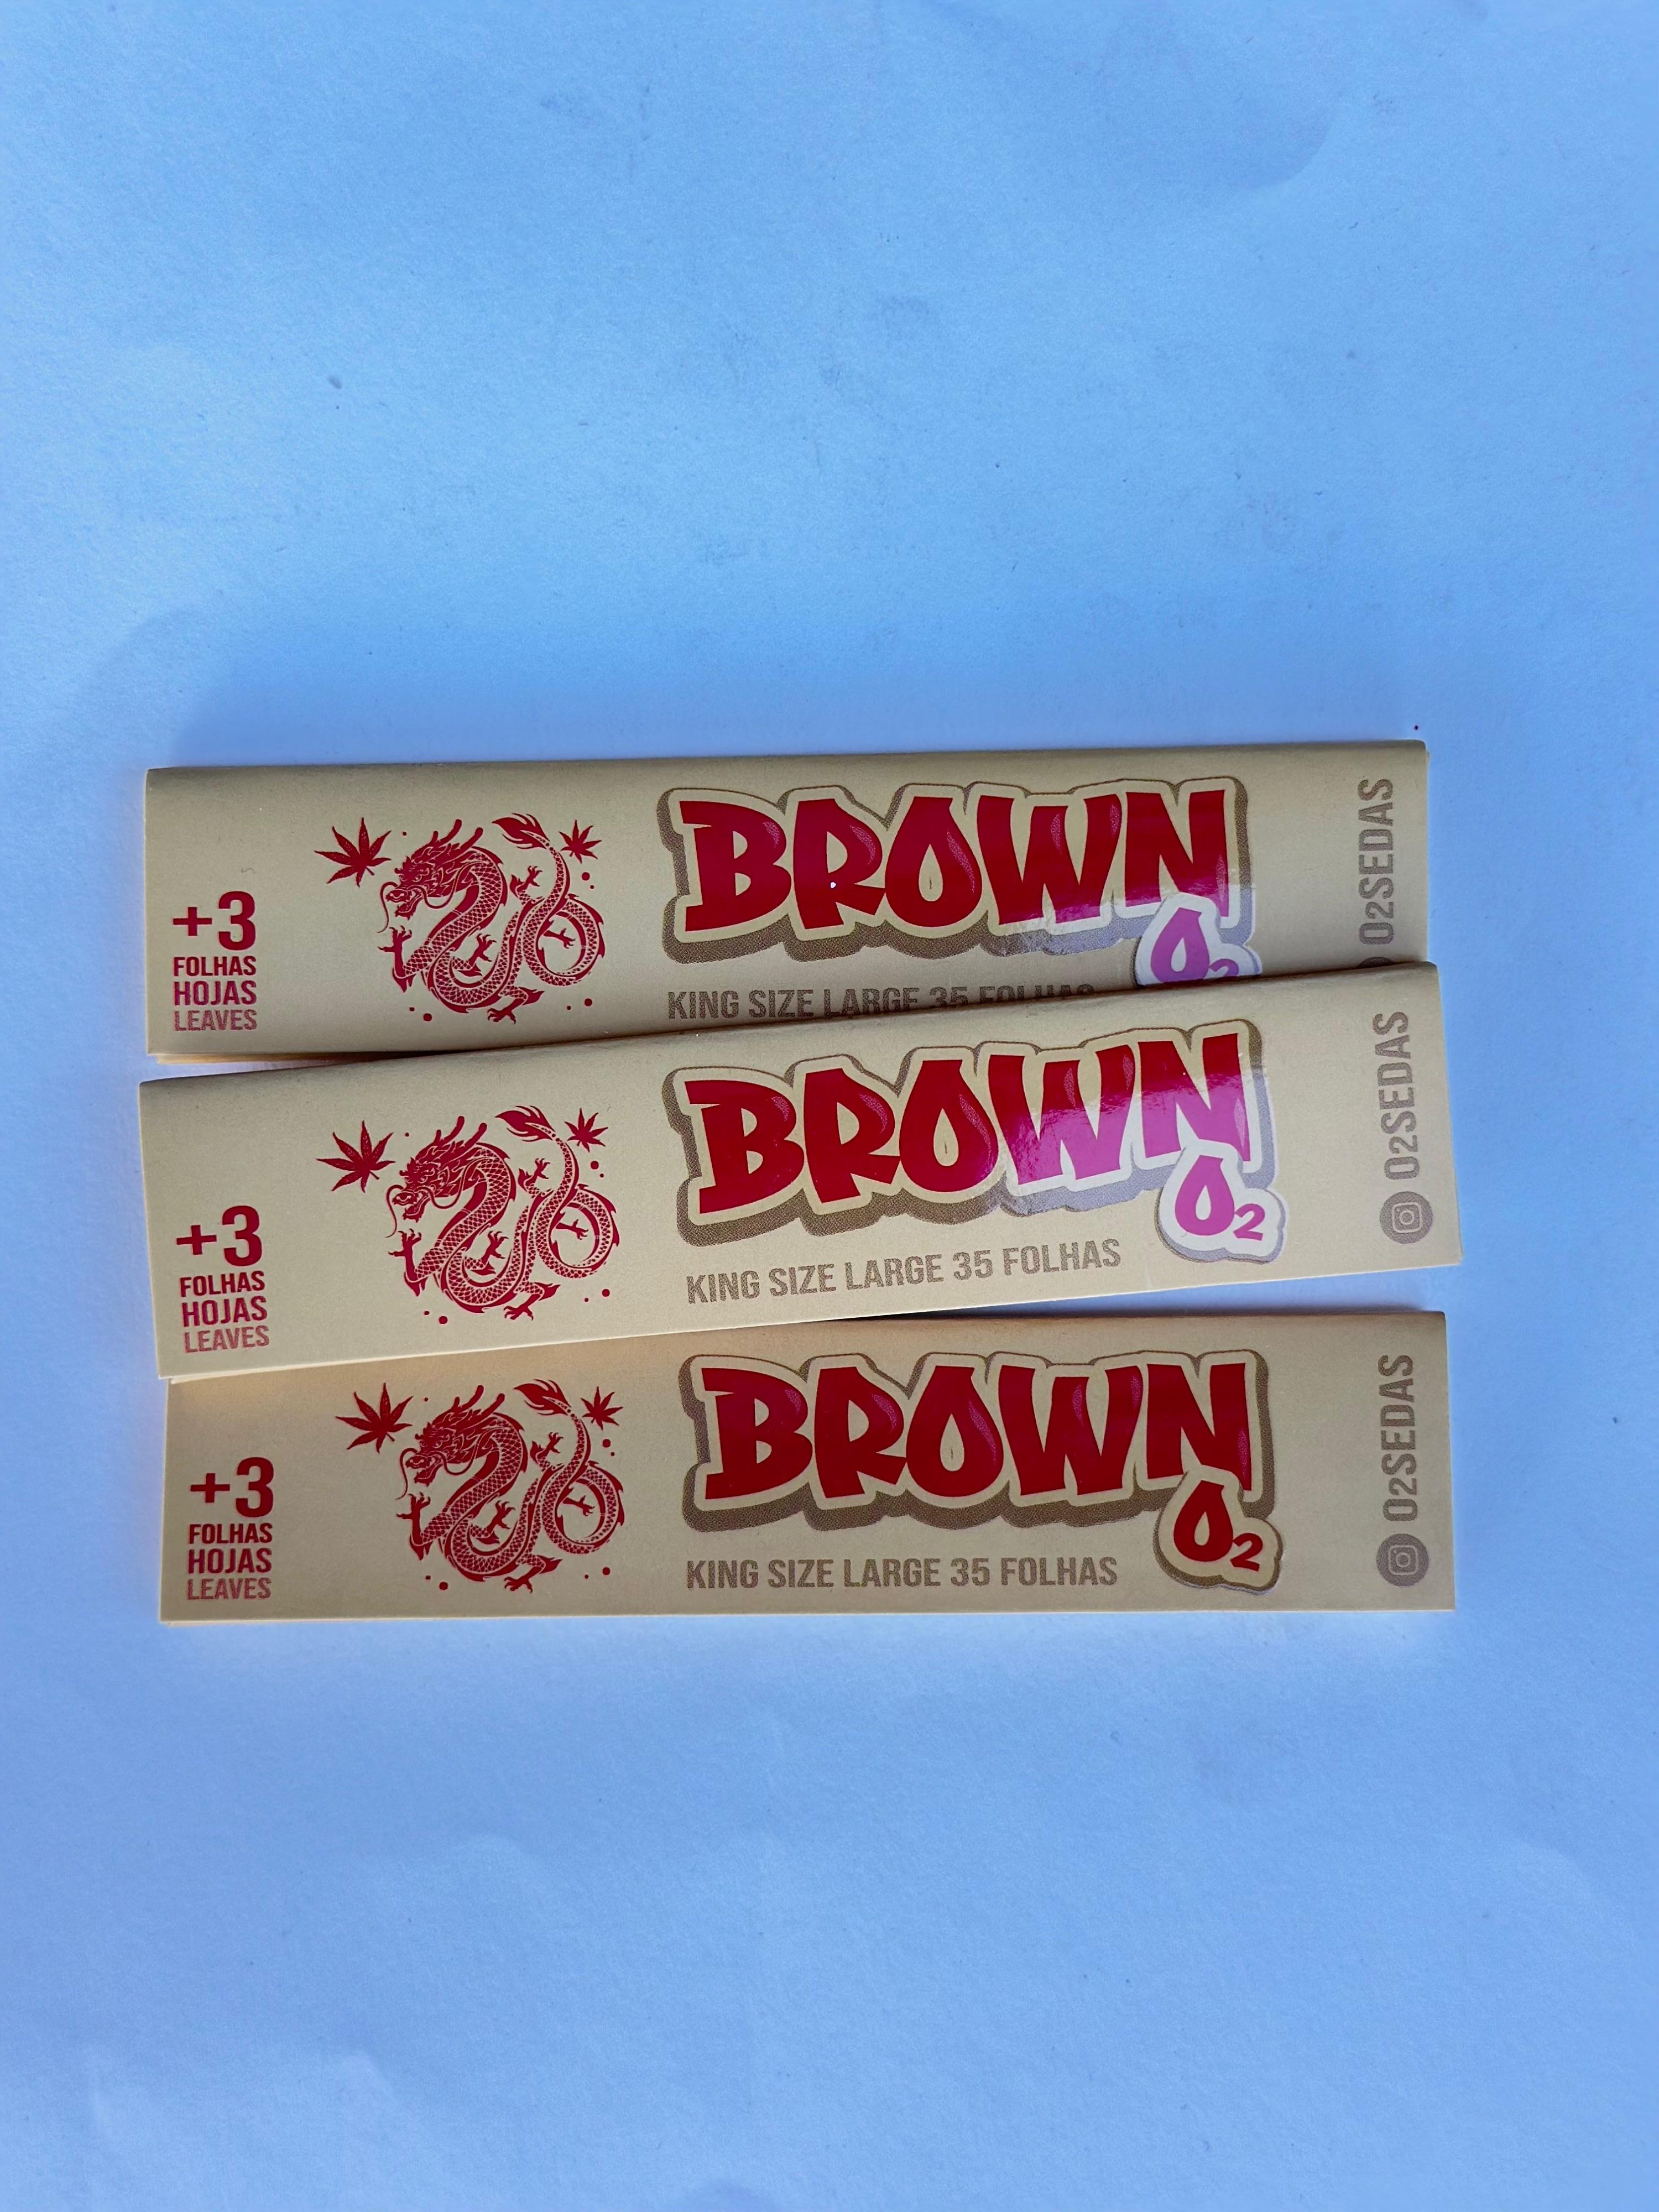 +3
FOLHAS
HOJAS
LEAVES
BROWN
O2
KING SIZE LARGE 35 FOLHAS
O2SEDAS
+3
FOLHAS
HOJAS
LEAVES
BROWN
O2
KING SIZE LARGE 35 FOLHAS
O2SEDAS
+3
FOLHAS
HOJAS
LEAVES
BROWN
O2
KING SIZE LARGE 35 FOLHAS
O2SEDAS